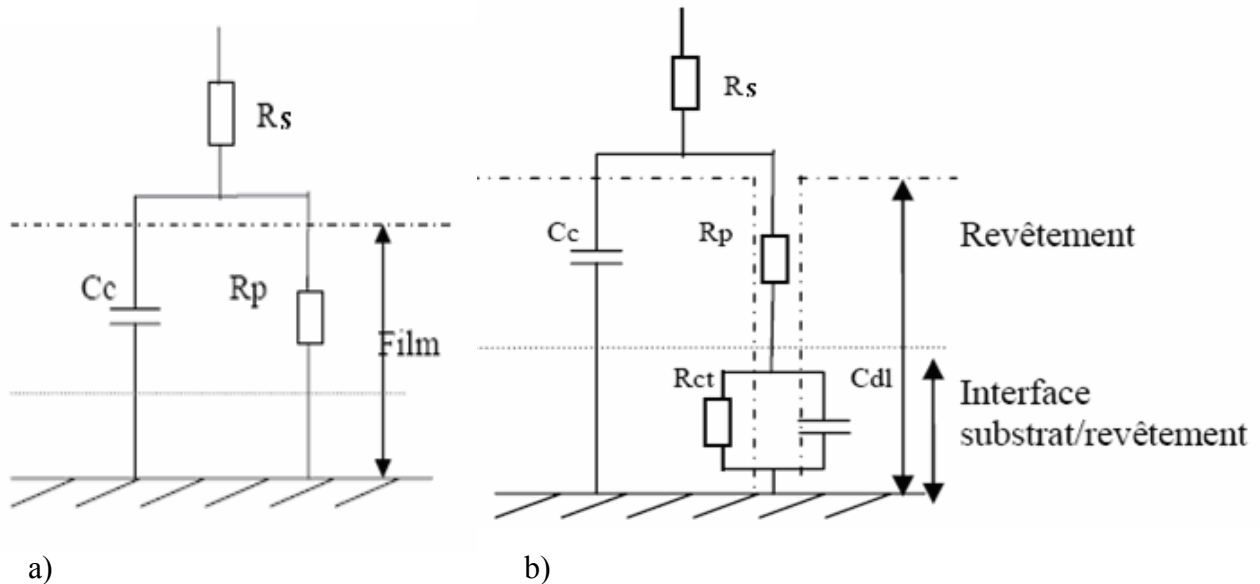 Rs
Cc
Rp
Film
a)
Rs
Cc
Rp
Revêtement
Rct
Cdl
Interface
substrat/revêtement
b)